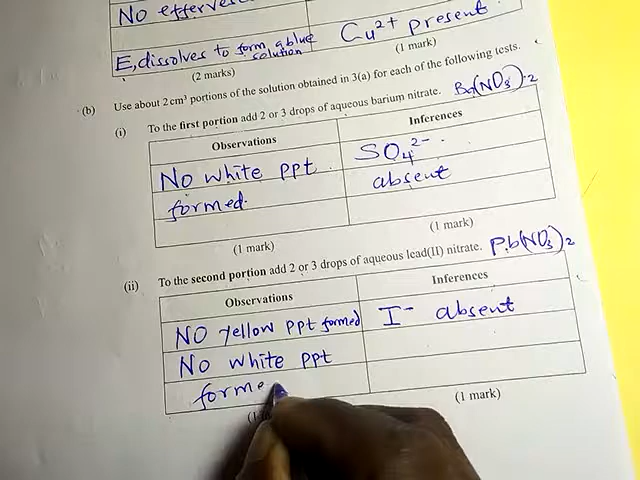 No efferves
E, dissolves to form a blue solution
Cu²⁺ present
(2 marks)
(1 mark)
(b) Use about 2 cm³ portions of the solution obtained in 3(a) for each of the following tests.
(i) To the first portion add 2 or 3 drops of aqueous barium nitrate. Ba(NO₃)₂
Observations
Inferences
No white ppt
SO₄²⁻
formed.
absent
(1 mark)
(1 mark)
(ii) To the second portion add 2 or 3 drops of aqueous lead(II) nitrate. Pb(NO₃)₂
Observations
Inferences
NO yellow ppt formed
I⁻ absent
No white ppt
forme
(1 mark)